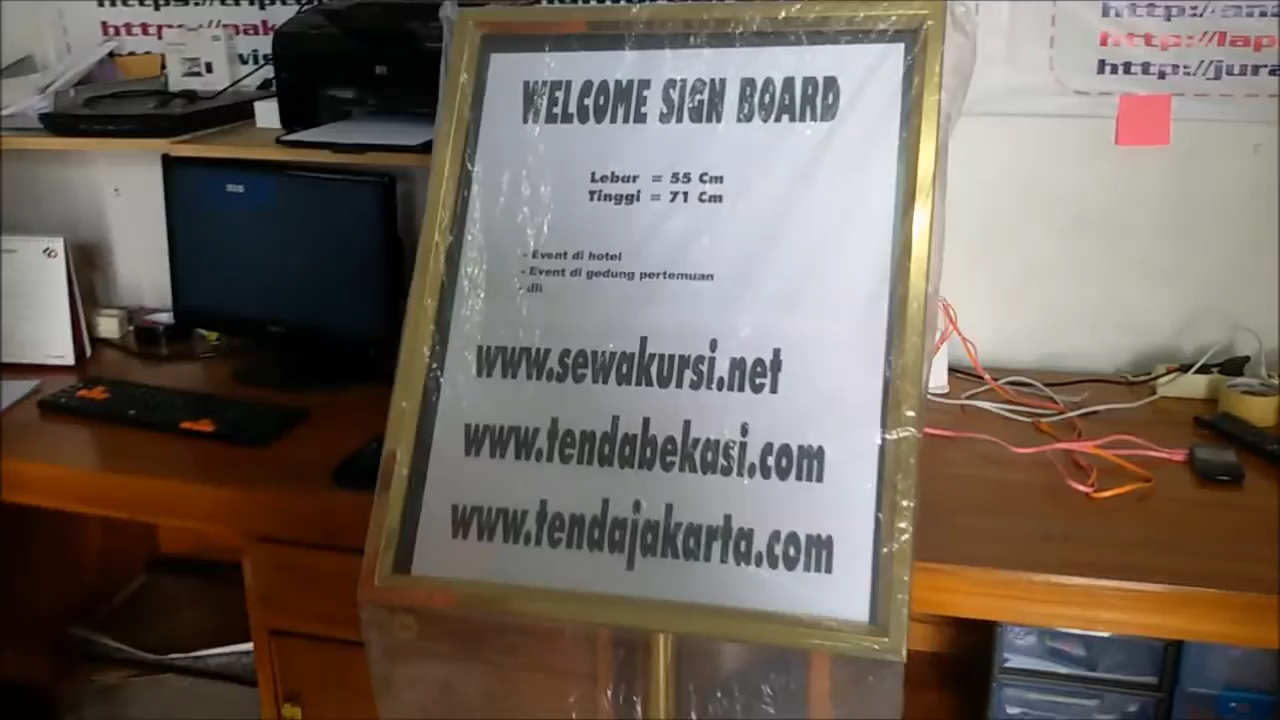 WELCOME SIGN BOARD
Lebar = 55 Cm
Tinggi = 71 Cm
- Event di hotel
- Event di gedung pertemuan
- dll
www.sewakursi.net
www.tendabekasi.com
www.tendajakarta.com